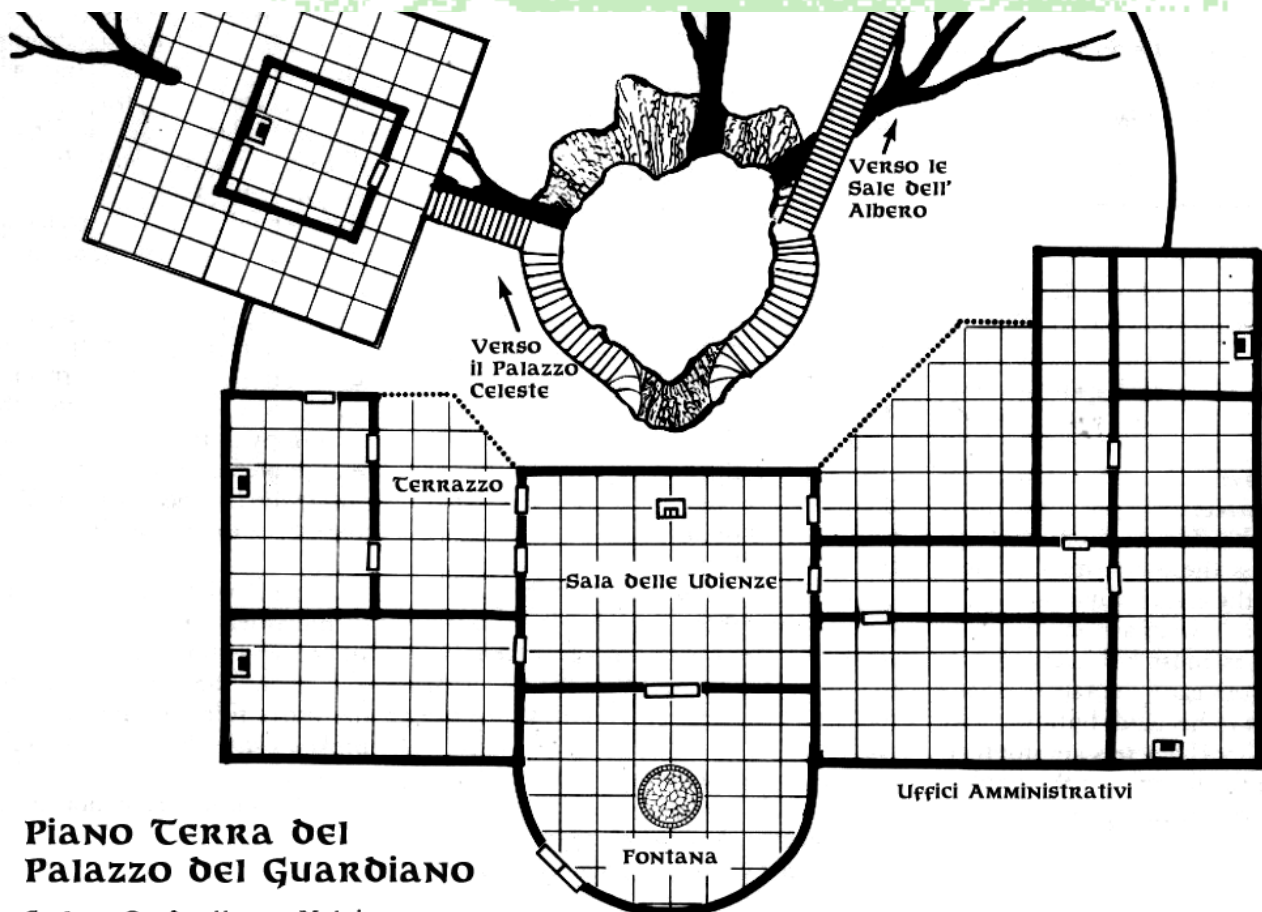 Verso le
Sale dell'
Albero
Verso
il Palazzo
Celeste
Terrazzo
Sala delle Udienze
Uffici Amministrativi
Fontana
Piano Terra del
Palazzo del Guardiano